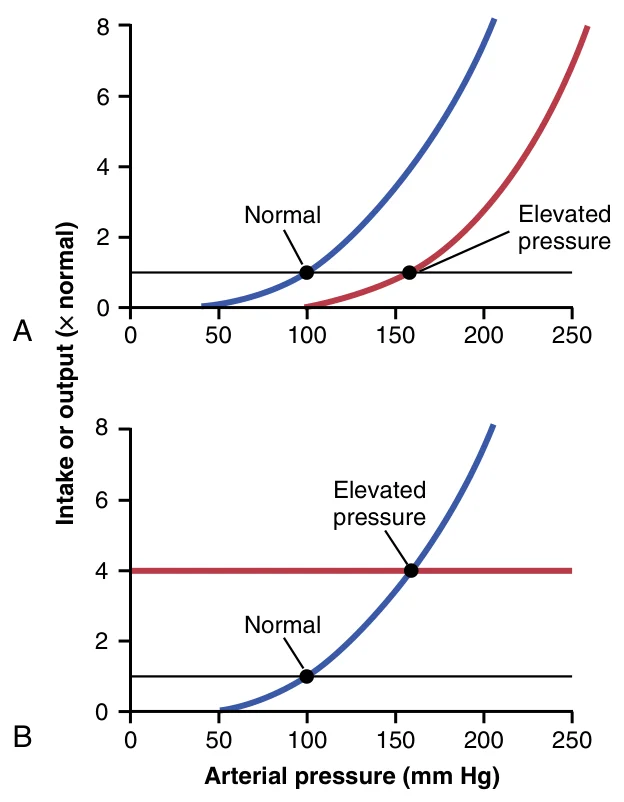 8
6
4
2
0
Normal
Elevated
pressure
A
0
50
100
150
200
250
Intake or output (× normal)
8
6
4
2
0
Elevated
pressure
Normal
B
0
50
100
150
200
250
Arterial pressure (mm Hg)